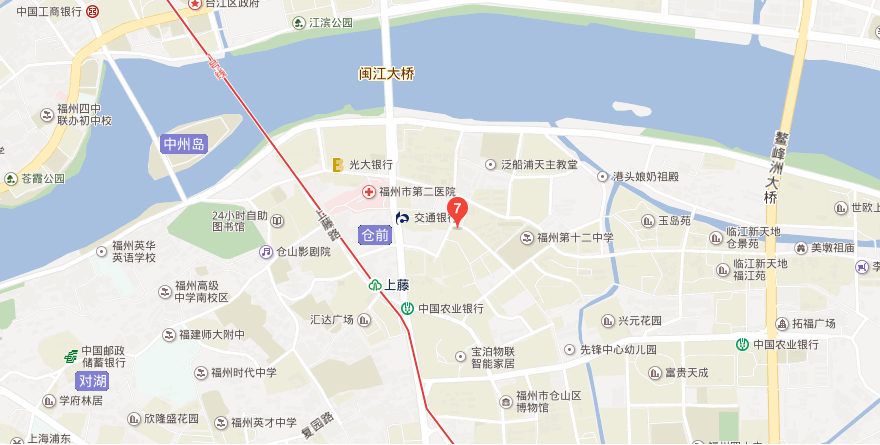 中国工商银行
台江区政府
江滨公园
1号线
闽江大桥
福州四中
联办初中校
中州岛
苍霞公园
鳌峰洲大桥
光大银行
泛船浦天主教堂
港头娘奶祖殿
福州市第二医院
24小时自助
图书馆
上藤路
交通银行
7
仓前
玉岛苑
世欧上
福州第十二中学
临江新天地
仓景苑
美墩祖庙
福州英华
英语学校
仓山影剧院
临江新天地
福江苑
李
上藤
福州高级
中学南校区
中国农业银行
汇达广场
兴元花园
拓福广场
福建师大附中
中国农业银行
中国邮政
储蓄银行
宝泊物联
智能家居
先锋中心幼儿园
福州时代中学
富贵天成
对湖
学府林居
福州市仓山区
博物馆
欣隆盛花园
福州英才中学
复园路
上海浦东